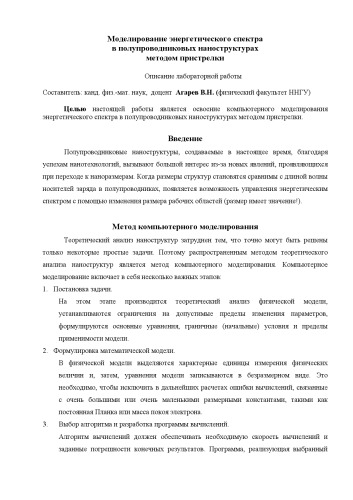 Моделирование энергетического спектра
в полупроводниковых наноструктурах
методом пристрелки
Описание лабораторной работы
Составитель: канд. физ.-мат. наук, доцент Агарев В.Н. (физический факультет ННГУ)
Целью настоящей работы является освоение компьютерного моделирования
энергетического спектра в полупроводниковых наноструктурах методом пристрелки.
Введение
Полупроводниковые наноструктуры, создаваемые в настоящее время, благодаря
успехам нанотехнологий, вызывают большой интерес из-за новых явлений, проявляющихся
при переходе к наноразмерам. Когда размеры структур становятся сравнимы с длиной волны
носителей заряда в полупроводниках, появляется возможность управления энергетическим
спектром с помощью изменения размера рабочих областей (размер имеет значение!).
Метод компьютерного моделирования
Теоретический анализ наноструктур затруднен тем, что точно могут быть решены
только некоторые простые задачи. Поэтому распространенным методом теоретического
анализа наноструктур является метод компьютерного моделирования. Компьютерное
моделирование включает в себя несколько важных этапов:
1. Постановка задачи.
На этом этапе производится теоретический анализ физической модели,
устанавливаются ограничения на допустимые пределы изменения параметров,
формулируются основные уравнения, граничные (начальные) условия и пределы
применимости модели.
2. Формулировка математической модели.
В физической модели выделяются характерные единицы измерения физических
величин и, затем, уравнения модели записываются в безразмерном виде. Это
необходимо, чтобы исключить в дальнейших расчетах ошибки вычислений, связанные
с очень большими или очень маленькими размерными константами, такими как
постоянная Планка или масса покоя электрона.
3. Выбор алгоритма и разработка программы вычислений.
Алгоритм вычислений должен обеспечивать необходимую скорость вычислений и
заданные погрешности конечных результатов. Программа, реализующая выбранный